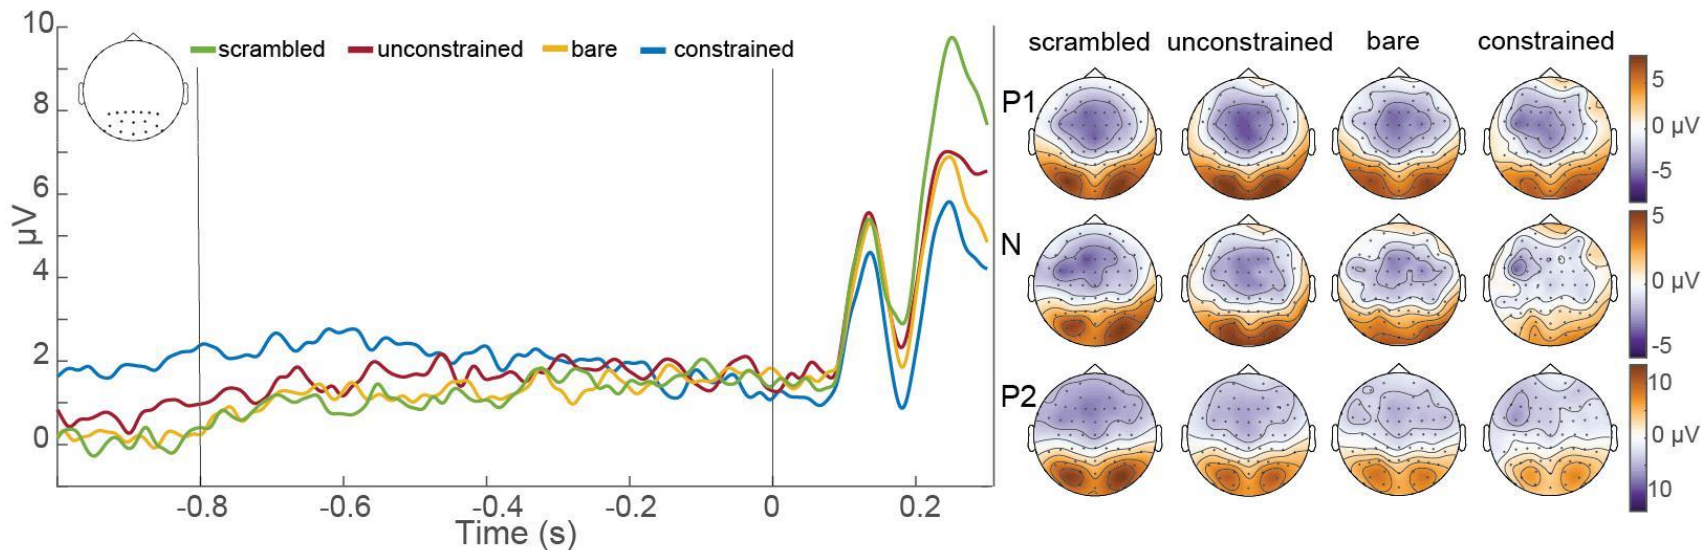 10
8
6
4
2
0
µV
scrambled unconstrained bare constrained
-0.8 -0.6 -0.4 -0.2 0 0.2
Time (s)
scrambled unconstrained bare constrained
P1
5
0 µV
-5
N
5
0 µV
-5
P2
10
0 µV
10